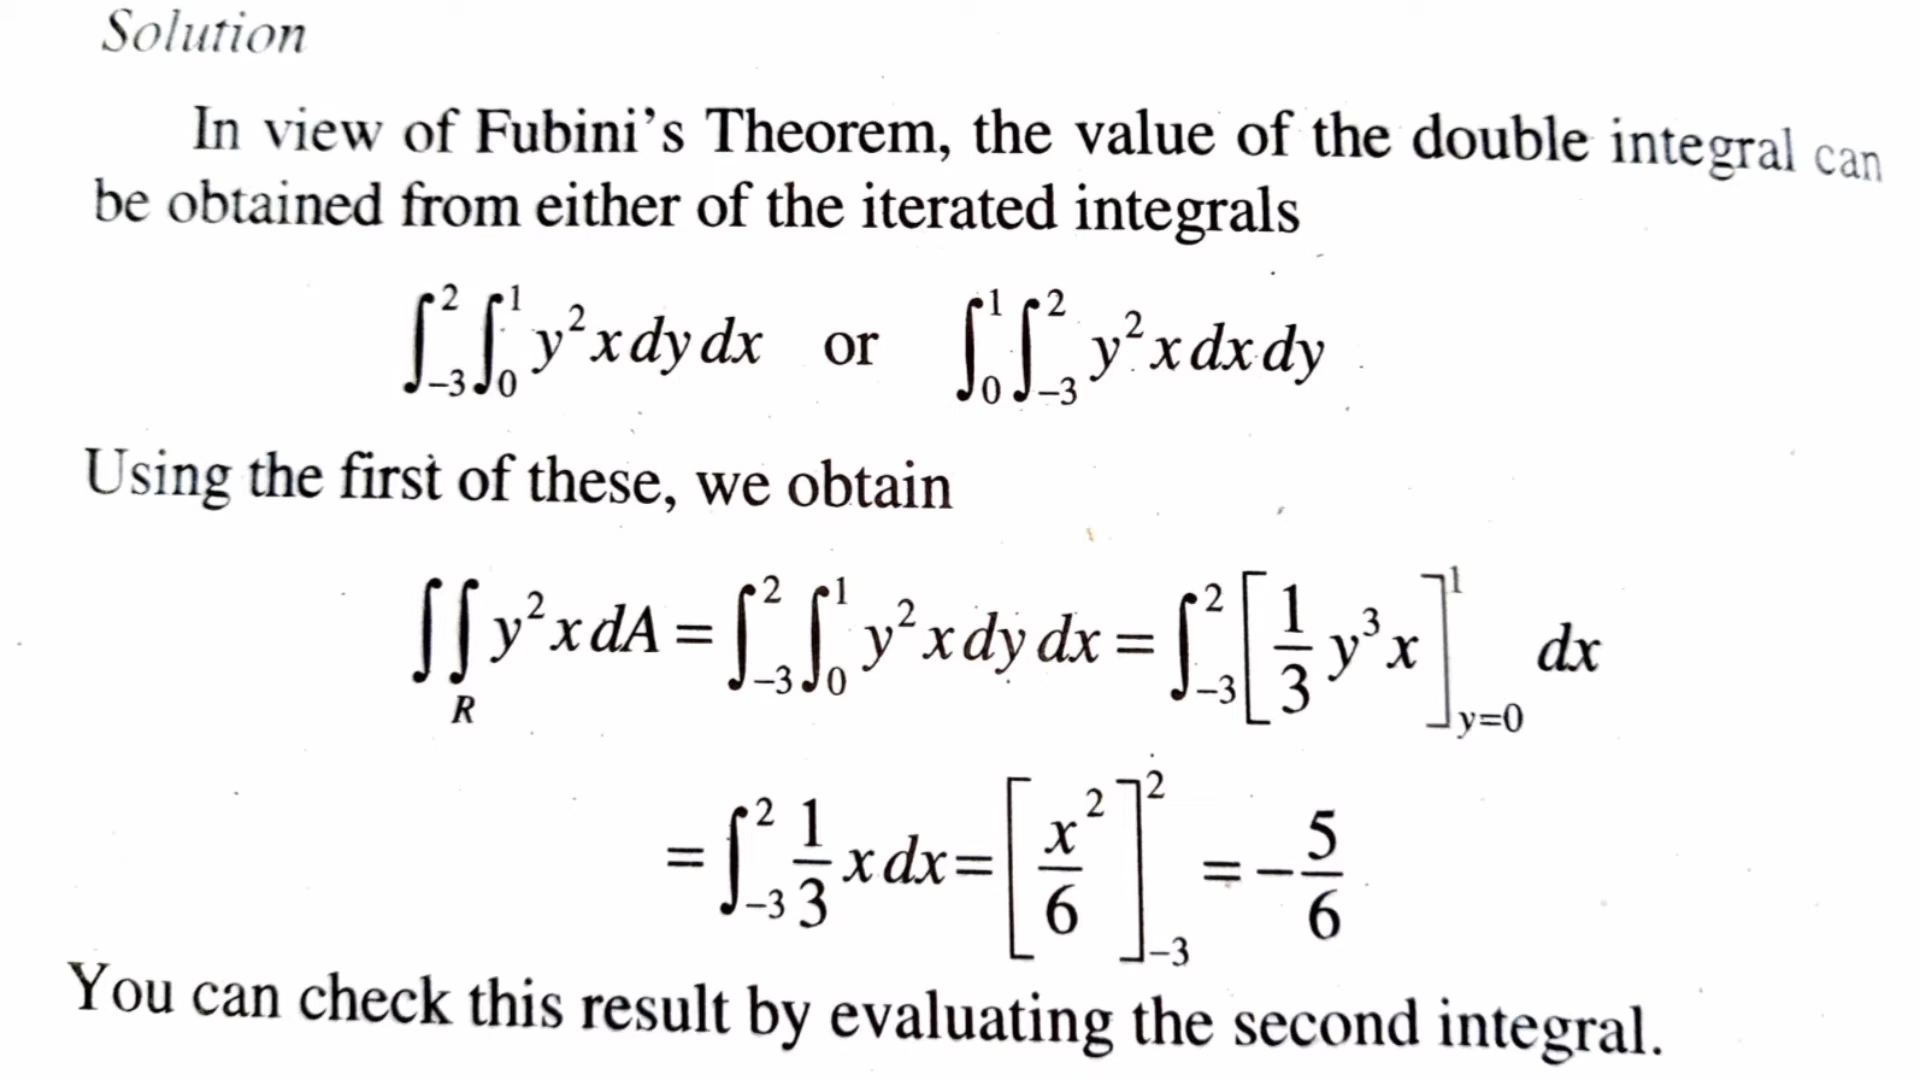 Solution
In view of Fubini's Theorem, the value of the double integral can
be obtained from either of the iterated integrals
∫_{-3}^{2} ∫_{0}^{1} y²x dy dx or ∫_{0}^{1} ∫_{-3}^{2} y²x dx dy
Using the first of these, we obtain
∬_R y²x dA = ∫_{-3}^{2} ∫_{0}^{1} y²x dy dx = ∫_{-3}^{2} [1/3 y³x]_{y=0}^{1} dx
= ∫_{-3}^{2} 1/3 x dx = [x²/6]_{-3}^{2} = -5/6
You can check this result by evaluating the second integral.